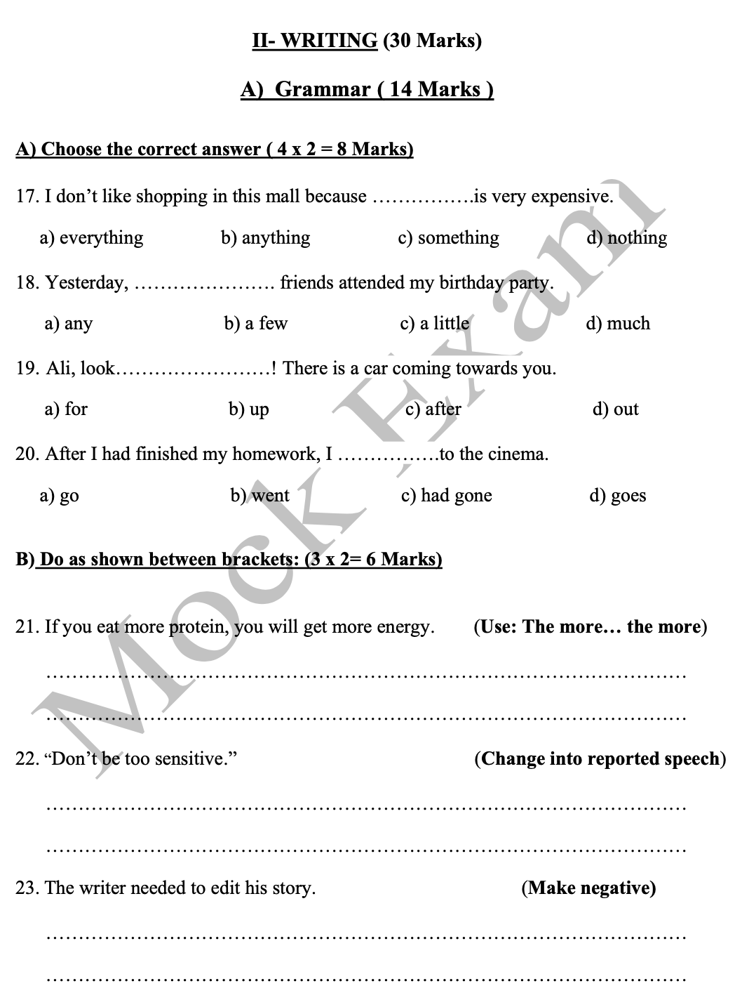 II- WRITING (30 Marks)
A) Grammar ( 14 Marks )
A) Choose the correct answer ( 4 x 2 = 8 Marks)
17. I don’t like shopping in this mall because …………….is very expensive.
a) everything b) anything c) something d) nothing
18. Yesterday, …………………. friends attended my birthday party.
a) any b) a few c) a little d) much
19. Ali, look……………………! There is a car coming towards you.
a) for b) up c) after d) out
20. After I had finished my homework, I …………….to the cinema.
a) go b) went c) had gone d) goes
B) Do as shown between brackets: (3 x 2= 6 Marks)
21. If you eat more protein, you will get more energy. (Use: The more… the more)
………………………………………………………………………………………
………………………………………………………………………………………
22. “Don’t be too sensitive.” (Change into reported speech)
………………………………………………………………………………………
………………………………………………………………………………………
23. The writer needed to edit his story. (Make negative)
………………………………………………………………………………………
………………………………………………………………………………………
Mock Exam